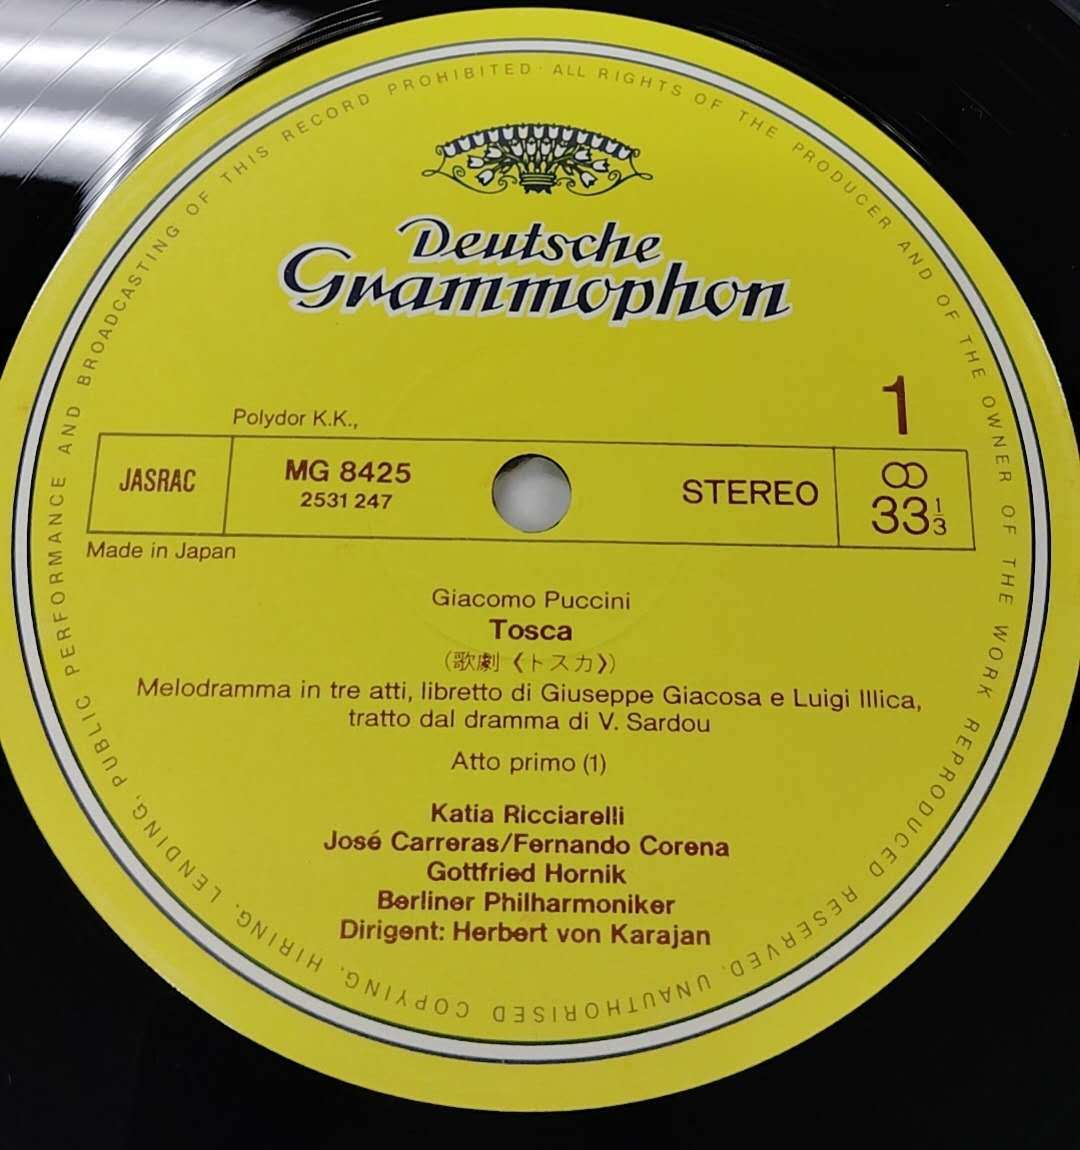 Deutsche
Grammophon
1
Polydor K.K.,
JASRAC
MG 8425
2531 247
STEREO
33 1/3
Made in Japan
Giacomo Puccini
Tosca
(歌劇《トスカ》)
Melodramma in tre atti, libretto di Giuseppe Giacosa e Luigi Illica,
tratto dal dramma di V. Sardou
Atto primo (1)
Katia Ricciarelli
José Carreras/Fernando Corena
Gottfried Hornik
Berliner Philharmoniker
Dirigent: Herbert von Karajan
ALL RIGHTS OF THE PRODUCER AND OF THE OWNER OF THE WORK REPRODUCED RESERVED. UNAUTHORISED COPYING, HIRING, LENDING, PUBLIC PERFORMANCE AND BROADCASTING OF THIS RECORD PROHIBITED ·